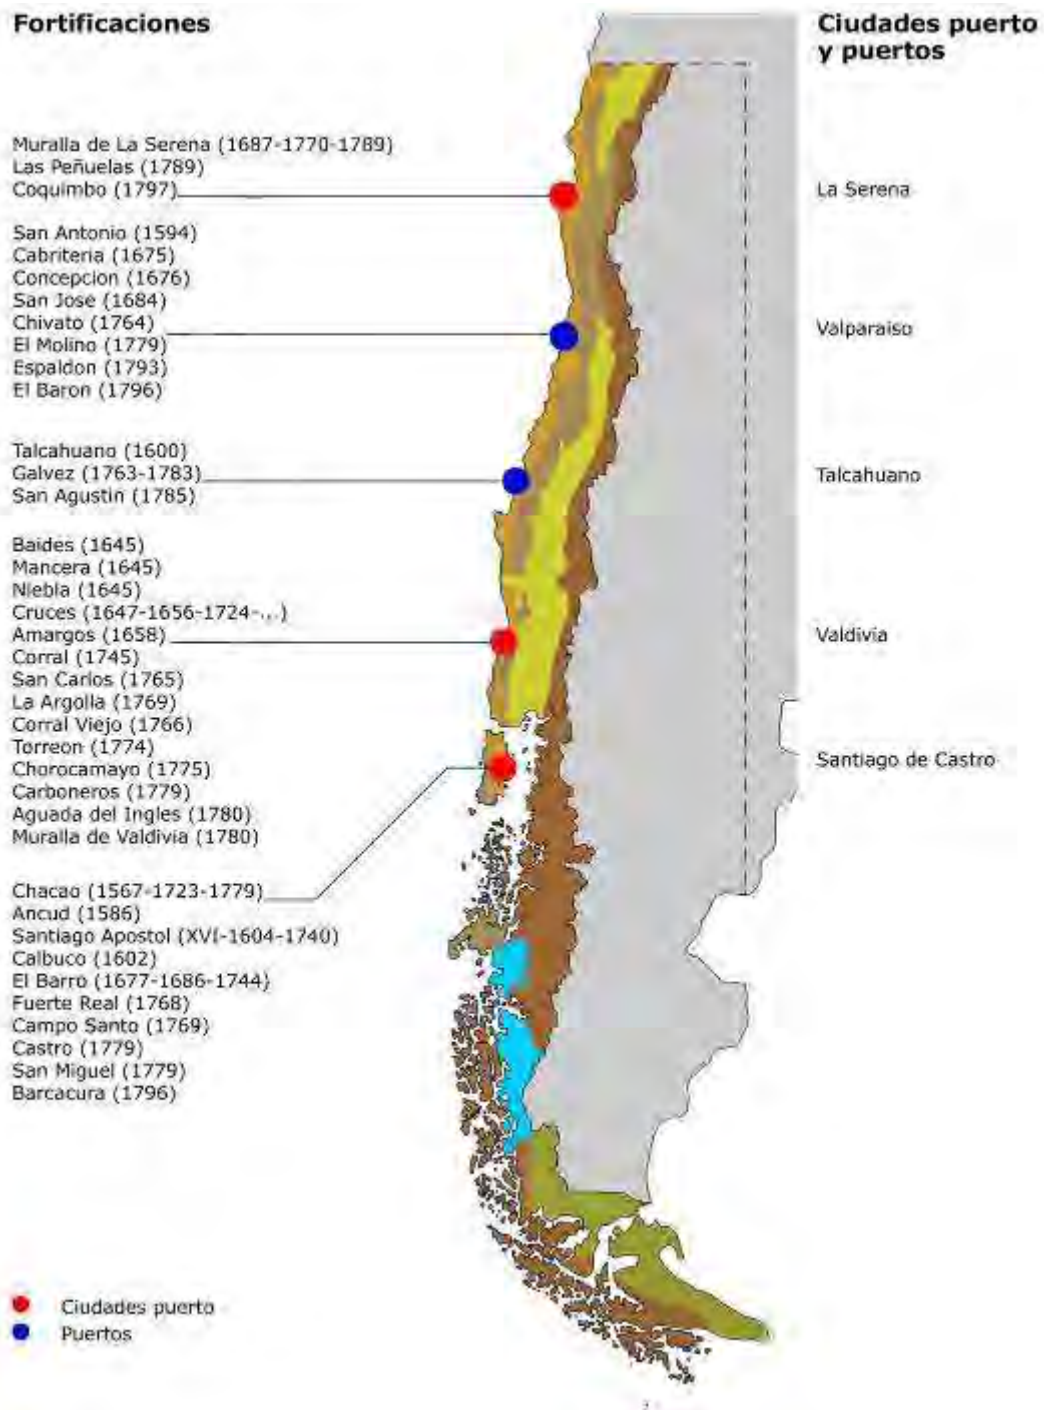 Fortificaciones
Ciudades puerto
y puertos
Muralla de La Serena (1687-1770-1789)
Las Peñuelas (1789)
Coquimbo (1797)
La Serena
San Antonio (1594)
Cabriteria (1675)
Concepcion (1676)
San Jose (1684)
Chivato (1764)
El Molino (1779)
Espaldon (1793)
El Baron (1796)
Valparaiso
Talcahuano (1600)
Galvez (1763-1783)
San Agustin (1785)
Talcahuano
Baides (1645)
Mancera (1645)
Niebla (1645)
Cruces (1647-1656-1724-...)
Amargos (1658)
Corral (1745)
San Carlos (1765)
La Argolla (1769)
Corral Viejo (1766)
Torreon (1774)
Chorocamayo (1775)
Carboneros (1779)
Aguada del Ingles (1780)
Muralla de Valdivia (1780)
Valdivia
Santiago de Castro
Chacao (1567-1723-1779)
Ancud (1586)
Santiago Apostol (XVI-1604-1740)
Calbuco (1602)
El Barro (1677-1686-1744)
Fuerte Real (1768)
Campo Santo (1769)
Castro (1779)
San Miguel (1779)
Barcacura (1796)
Ciudades puerto
Puertos